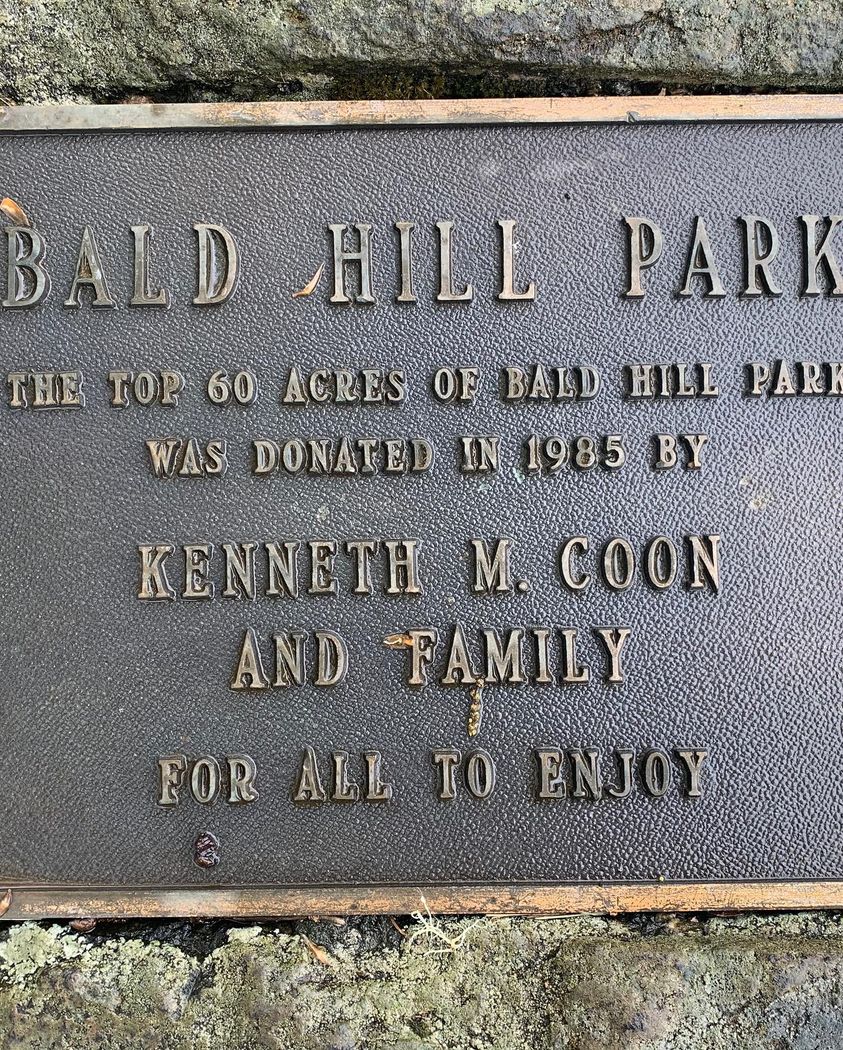 BALD HILL PARK
THE TOP 60 ACRES OF BALD HILL PARK
WAS DONATED IN 1985 BY
KENNETH M. COON
AND FAMILY
FOR ALL TO ENJOY